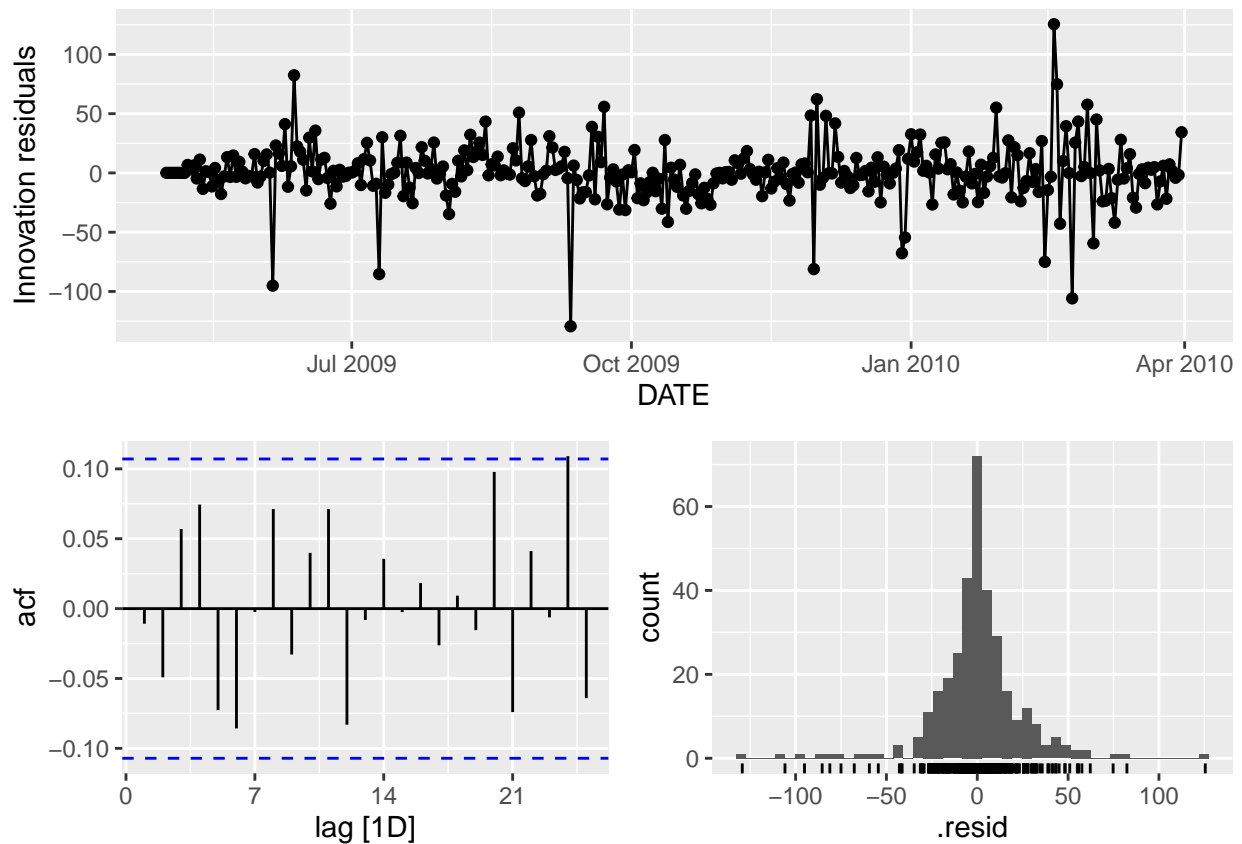 Innovation residuals
100
50
0
−50
−100
Jul 2009
Oct 2009
Jan 2010
Apr 2010
DATE
acf
0.10
0.05
0.00
−0.05
−0.10
0
7
14
21
lag [1D]
count
60
40
20
0
−100
−50
0
50
100
.resid